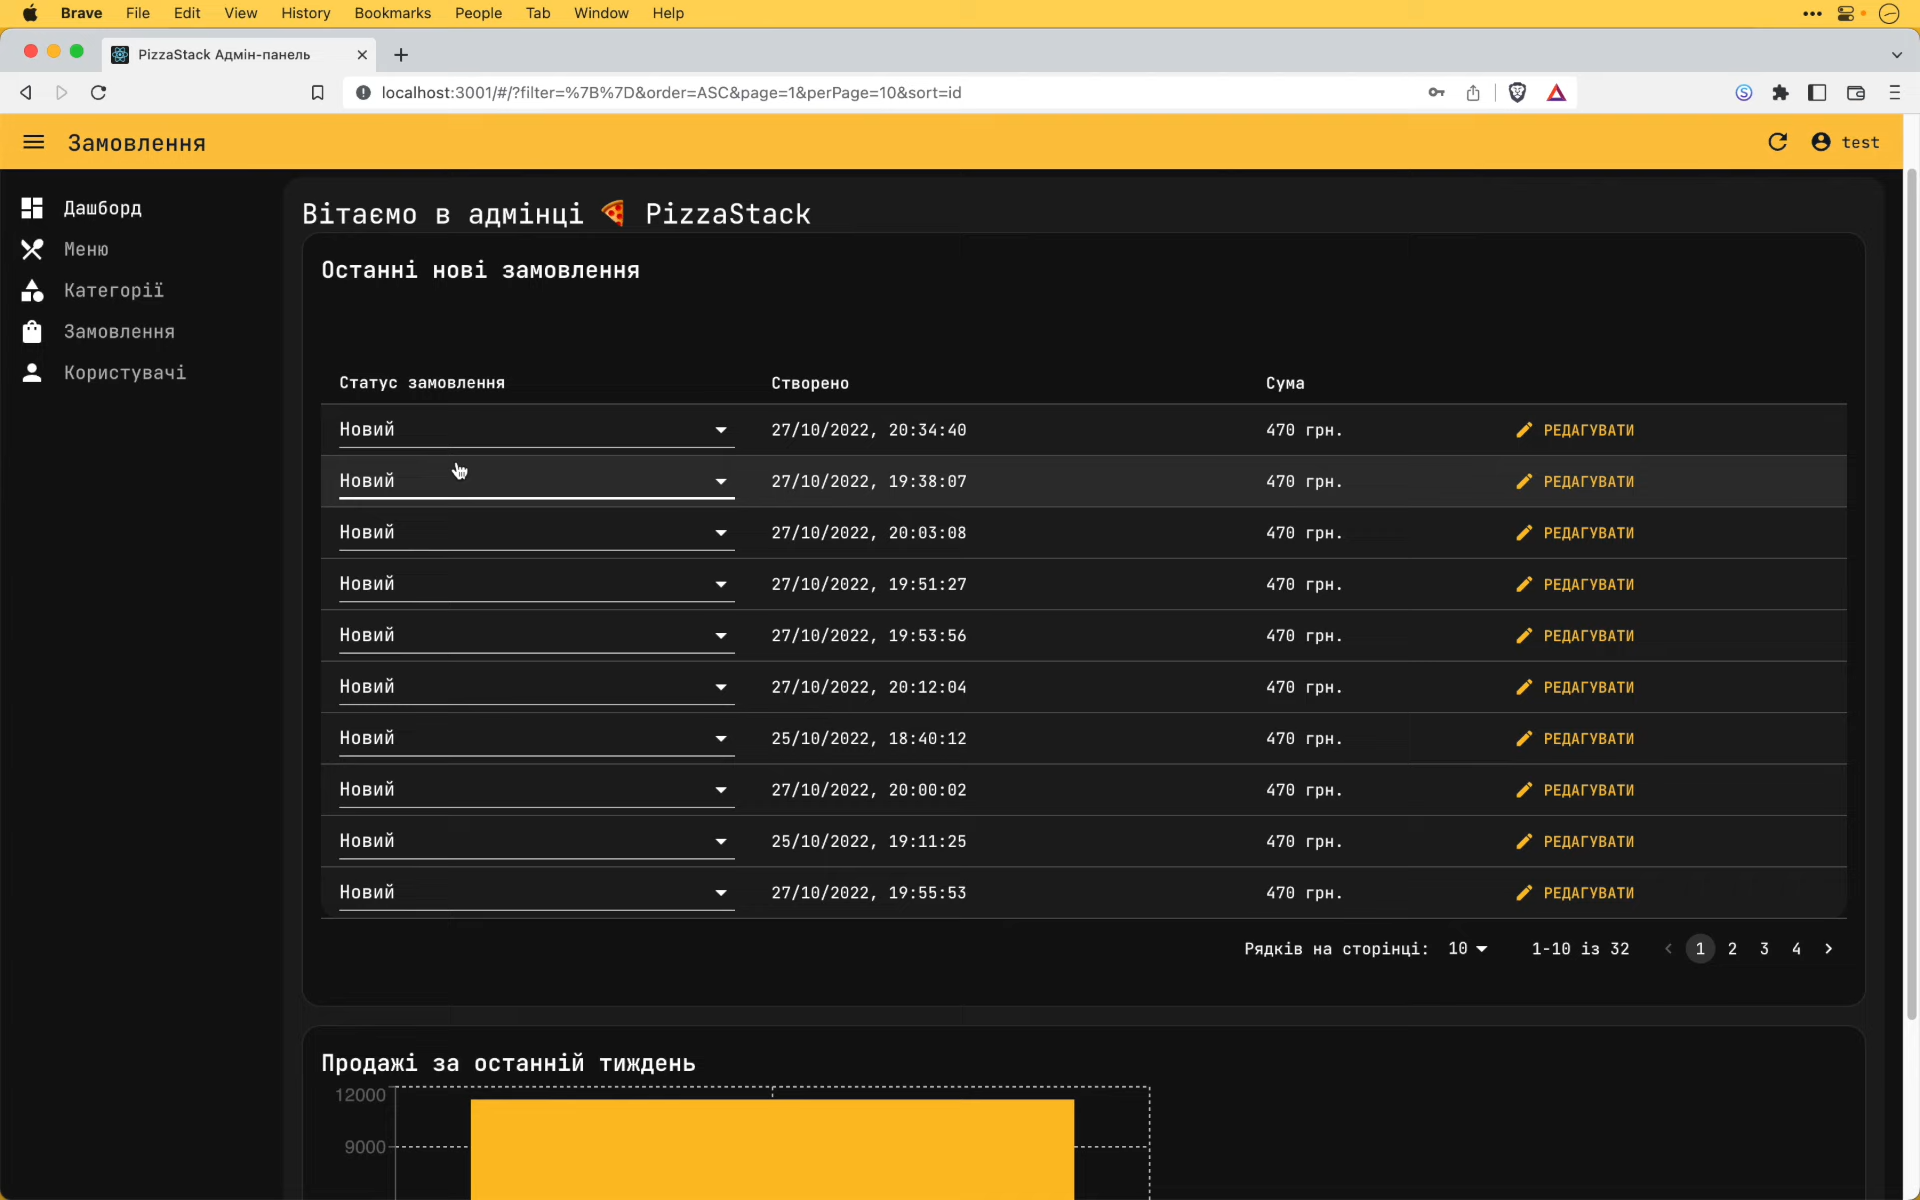 Brave File Edit View History Bookmarks People Tab Window Help
PizzaStack Адмін-панель
localhost:3001/#/?filter=%7B%7D&order=ASC&page=1&perPage=10&sort=id
Замовлення
test
Дашборд
Меню
Категорії
Замовлення
Користувачі
Вітаємо в адмінці 🍕 PizzaStack
Останні нові замовлення
Статус замовлення Створено Сума
Новий 27/10/2022, 20:34:40 470 грн. РЕДАГУВАТИ
Новий 27/10/2022, 19:38:07 470 грн. РЕДАГУВАТИ
Новий 27/10/2022, 20:03:08 470 грн. РЕДАГУВАТИ
Новий 27/10/2022, 19:51:27 470 грн. РЕДАГУВАТИ
Новий 27/10/2022, 19:53:56 470 грн. РЕДАГУВАТИ
Новий 27/10/2022, 20:12:04 470 грн. РЕДАГУВАТИ
Новий 25/10/2022, 18:40:12 470 грн. РЕДАГУВАТИ
Новий 27/10/2022, 20:00:02 470 грн. РЕДАГУВАТИ
Новий 25/10/2022, 19:11:25 470 грн. РЕДАГУВАТИ
Новий 27/10/2022, 19:55:53 470 грн. РЕДАГУВАТИ
Рядків на сторінці: 10 1-10 із 32 1 2 3 4
Продажі за останній тиждень
12000
9000